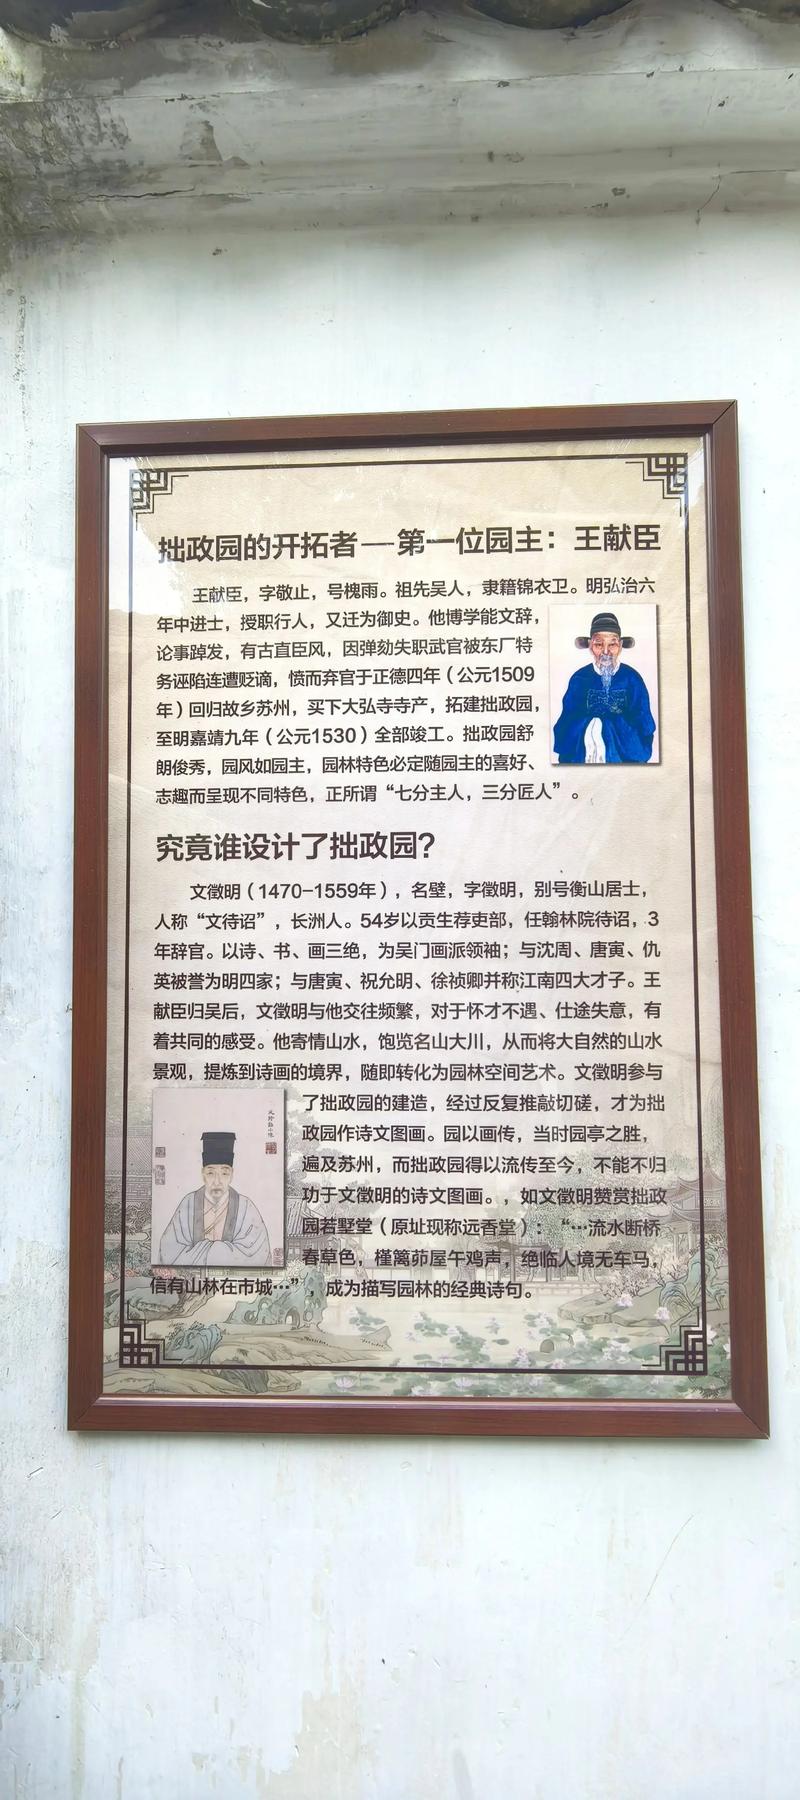 拙政园的开拓者—第一位园主：王献臣
王献臣，字敬止，号槐雨。祖先吴人，隶籍锦衣卫。明弘治六
年中进士，授职行人，又迁为御史。他博学能文辞，
论事踔发，有古直臣风，因弹劾失职武官被东厂特
务诬陷连遭贬谪，愤而弃官于正德四年（公元1509
年）回归故乡苏州，买下大弘寺寺产，拓建拙政园，
至明嘉靖九年（公元1530）全部竣工。拙政园舒
朗俊秀，园风如园主，园林特色必定随园主的喜好、
志趣而呈现不同特色，正所谓“七分主人，三分匠人”。
究竟谁设计了拙政园？
文徵明（1470-1559年），名壁，字徵明，别号衡山居士，
人称“文待诏”，长洲人。54岁以贡生荐吏部，任翰林院待诏，3
年辞官。以诗、书、画三绝，为吴门画派领袖；与沈周、唐寅、仇
英被誉为明四家；与唐寅、祝允明、徐祯卿并称江南四大才子。王
献臣归吴后，文徵明与他交往频繁，对于怀才不遇、仕途失意，有
着共同的感受。他寄情山水，饱览名山大川，从而将大自然的山水
景观，提炼到诗画的境界，随即转化为园林空间艺术。文徵明参与
了拙政园的建造，经过反复推敲切磋，才为拙
政园作诗文图画。园以画传，当时园亭之胜，
遍及苏州，而拙政园得以流传至今，不能不归
功于文徵明的诗文图画。，如文徵明赞赏拙政
园若墅堂（原址现称远香堂）：“…流水断桥
春草色，槿篱茆屋午鸡声，绝临人境无车马，
信有山林在市城…”，成为描写园林的经典诗句。